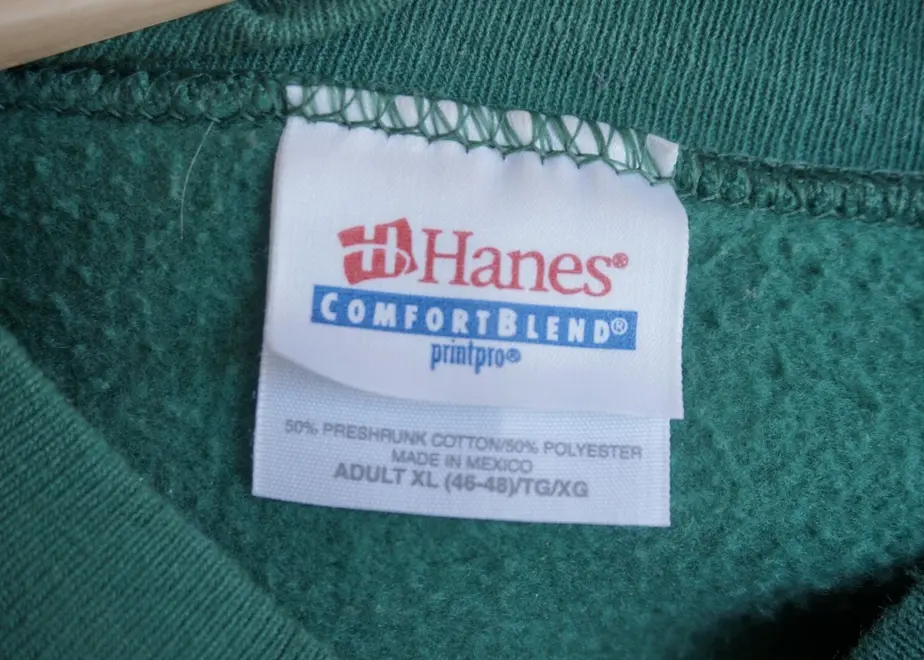 Hanes®
COMFORTBLEND®
printpro®
50% PRESHRUNK COTTON/50% POLYESTER
MADE IN MEXICO
ADULT XL (46-48)/TG/XG